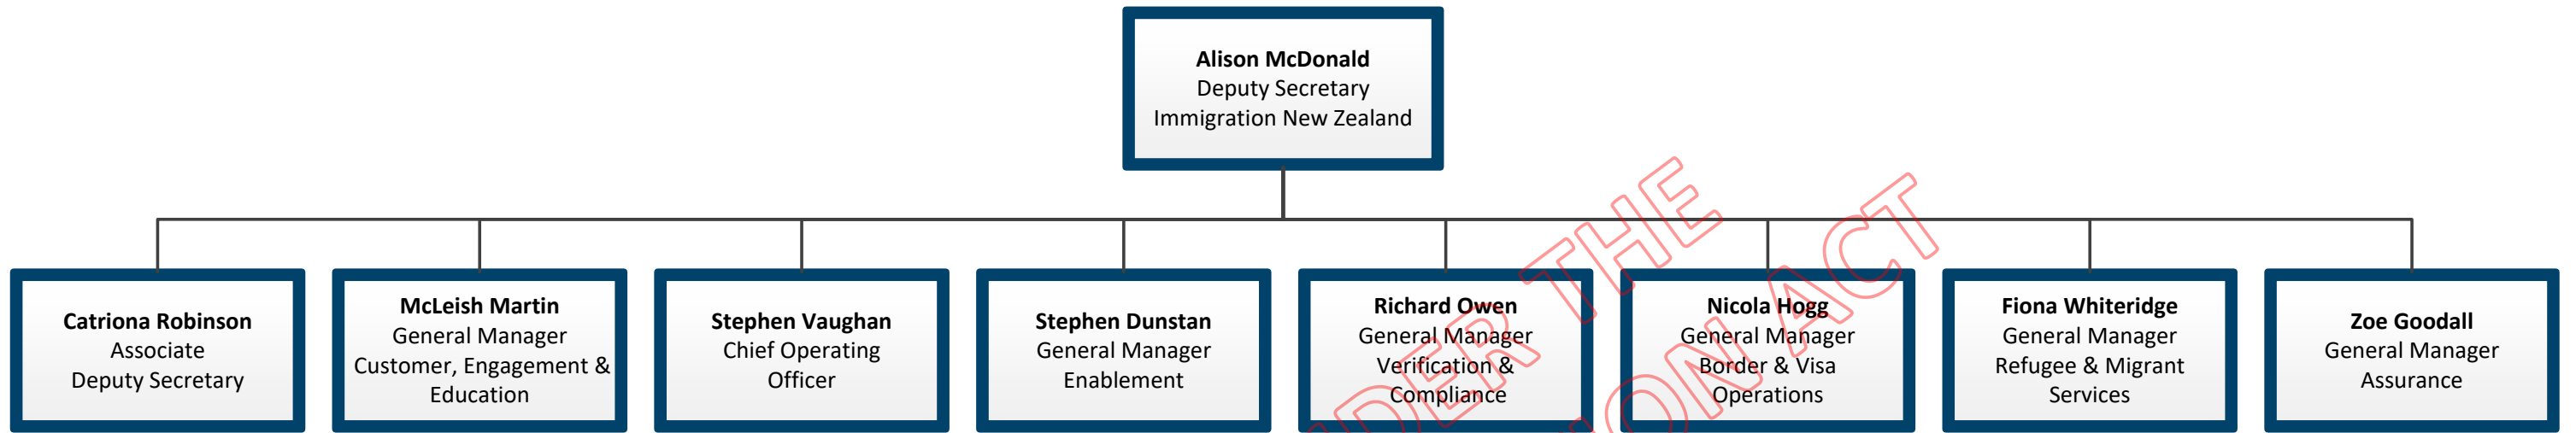 Alison McDonald
Deputy Secretary
Immigration New Zealand
Catriona Robinson
Associate
Deputy Secretary
McLeish Martin
General Manager
Customer, Engagement &
Education
Stephen Vaughan
Chief Operating
Officer
Stephen Dunstan
General Manager
Enablement
Richard Owen
General Manager
Verification &
Compliance
Nicola Hogg
General Manager
Border & Visa
Operations
Fiona Whiteridge
General Manager
Refugee & Migrant
Services
Zoe Goodall
General Manager
Assurance
THE
ACT